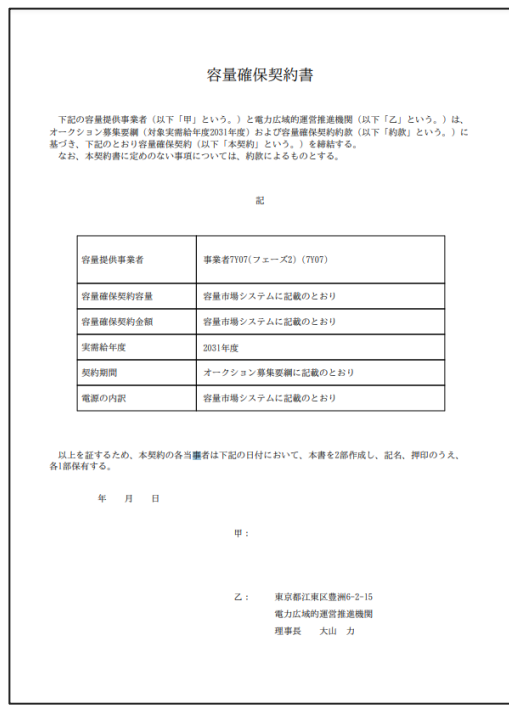 容量確保契約書
下記の容量提供事業者（以下「甲」という。）と電力広域的運営推進機関（以下「乙」という。）は、
オークション募集要綱（対象実需給年度2031年度）および容量確保契約約款（以下「約款」という。）に
基づき、下記のとおり容量確保契約（以下「本契約」という。）を締結する。
なお、本契約書に定めのない事項については、約款によるものとする。
記
容量提供事業者 事業者7Y07(フェーズ2) (7Y07)
容量確保契約容量 容量市場システムに記載のとおり
容量確保契約金額 容量市場システムに記載のとおり
実需給年度 2031年度
契約期間 オークション募集要綱に記載のとおり
電源の内訳 容量市場システムに記載のとおり
以上を証するため、本契約の各当事者は下記の日付において、本書を2部作成し、記名、押印のうえ、
各1部保有する。
年 月 日
甲：
乙： 東京都江東区豊洲6-2-15
電力広域的運営推進機関
理事長 大山 力